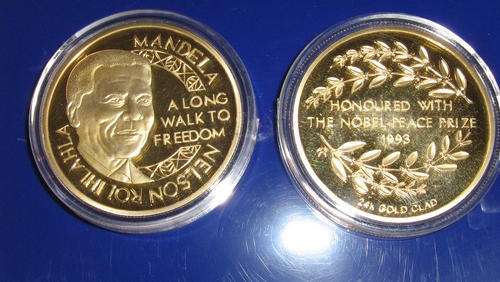 MANDELA
A LONG
WALK TO
FREEDOM
NELSON ROLIHLAHLA
HONOURED WITH
THE NOBEL PEACE PRIZE
1993
24k GOLD CLAD